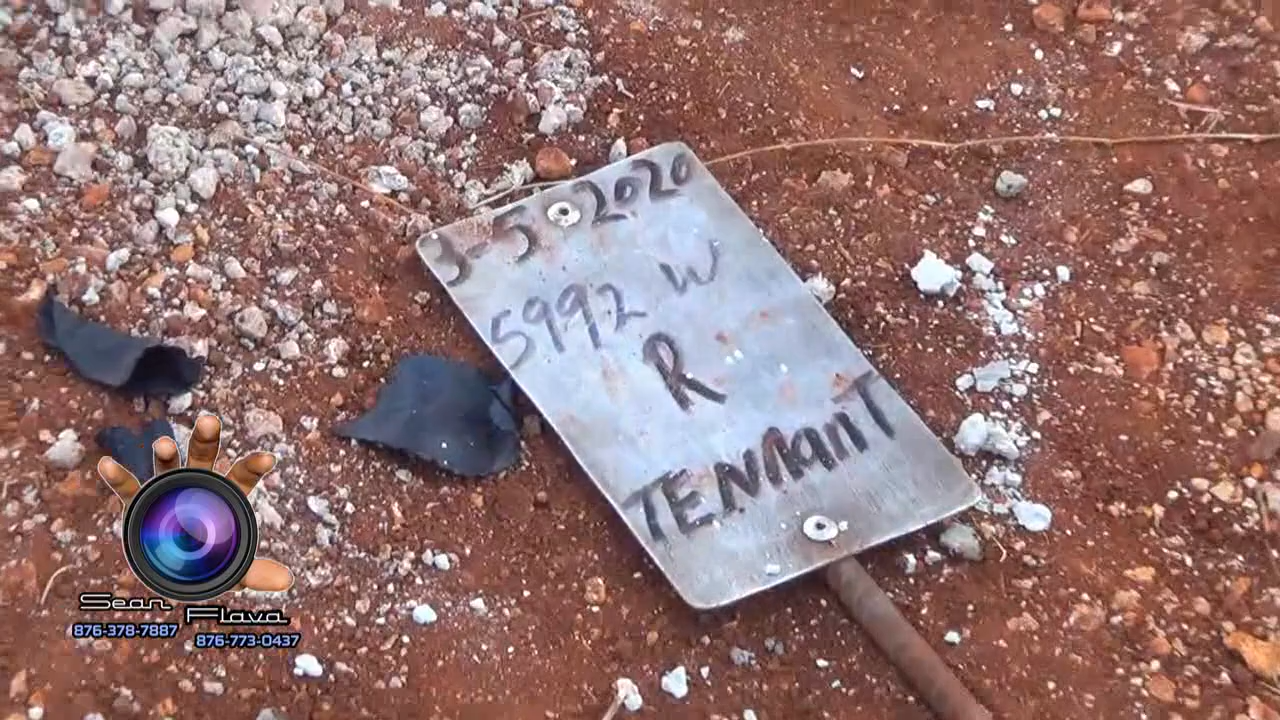 3-5-2020
5992 W
R
TENNANT
Sean Flava
876-378-7887
876-773-0437